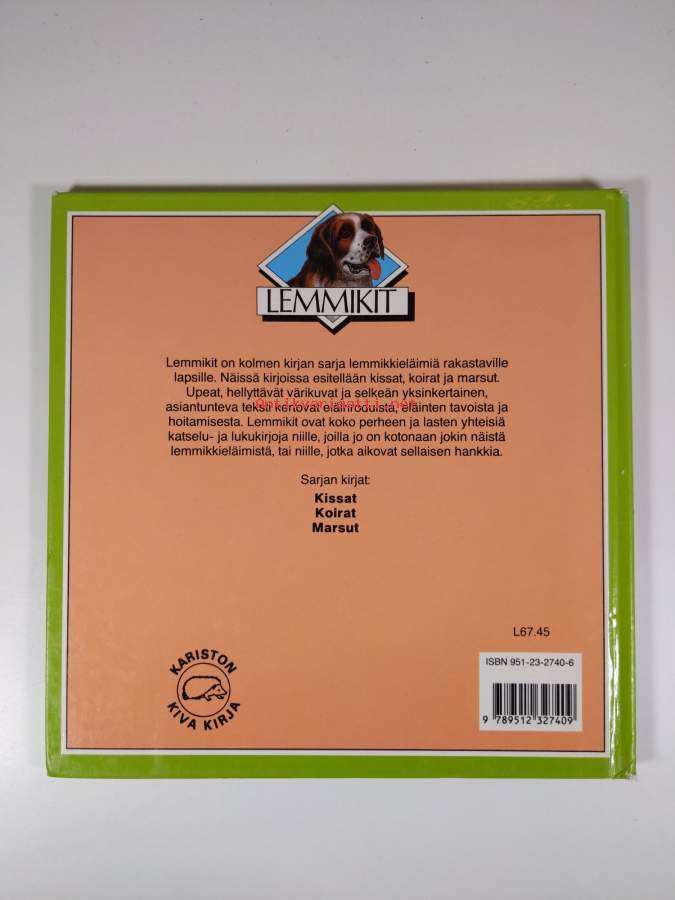 LEMMIKIT
Lemmikit on kolmen kirjan sarja lemmikkieläimiä rakastaville
lapsille. Näissä kirjoissa esitellään kissat, koirat ja marsut.
Upeat, hellyttävät värikuvat ja selkeän yksinkertainen,
Antikvariaatti.net
asiantunteva teksti kertovat eläinroduista, eläinten tavoista ja
hoitamisesta. Lemmikit ovat koko perheen ja lasten yhteisiä
katselu- ja lukukirjoja niille, joilla jo on kotonaan jokin näistä
lemmikkieläimistä, tai niille, jotka aikovat sellaisen hankkia.
Sarjan kirjat:
Kissat
Koirat
Marsut
L67.45
KARISTON
KIVA KIRJA
ISBN 951-23-2740-6
9 789512 327409